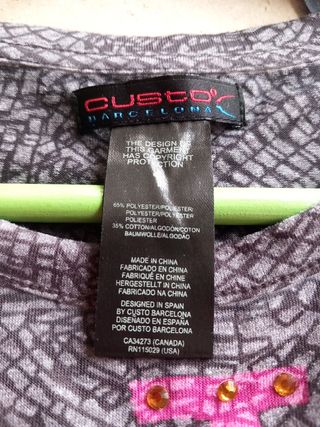 custo
BARCELONA
THE DESIGN OF
THIS GARMENT
HAS COPYRIGHT
PROTECTION
65% POLYESTER/POLIESTER/
POLYESTER/POLYESTER
POLIESTER
35% COTTON/ALGODÓN/COTON
BAUMWOLLE/ALGODÃO
MADE IN CHINA
FABRICADO EN CHINA
FABRIQUÉ EN CHINE
HERGESTELLT IN CHINA
FABRICADO NA CHINA
DESIGNED IN SPAIN
BY CUSTO BARCELONA
DISEÑADO EN ESPAÑA
POR CUSTO BARCELONA
CA34273 (CANADA)
RN115029 (USA)